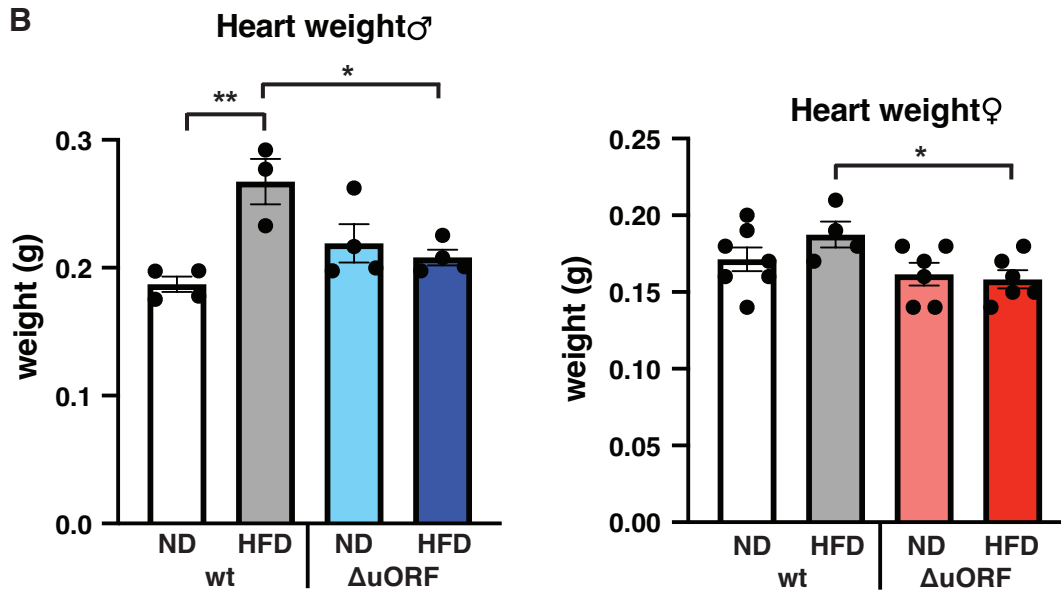 B
Heart weight♂
**
*
weight (g)
0.3
0.2
0.1
0.0
ND HFD ND HFD
wt ΔuORF
Heart weight♀
*
weight (g)
0.25
0.20
0.15
0.10
0.05
0.00
ND HFD ND HFD
wt ΔuORF